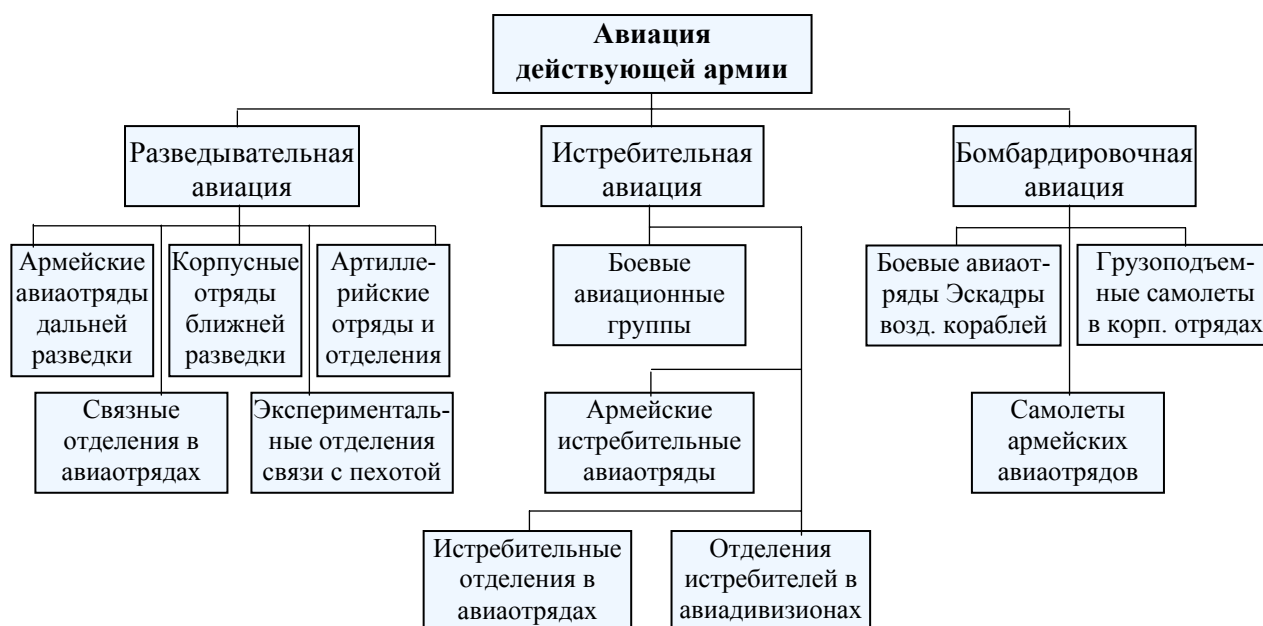 Авиация
действующей армии
Разведывательная
авиация
Истребительная
авиация
Бомбардировочная
авиация
Армейские
авиаотряды
дальней
разведки
Корпусные
отряды
ближней
разведки
Артилле-
рийские
отряды и
отделения
Связные
отделения в
авиаотрядах
Эксперименталь-
ные отделения
связи с пехотой
Боевые
авиационные
группы
Армейские
истребительные
авиаотряды
Истребительные
отделения в
авиаотрядах
Отделения
истребителей в
авиадивизионах
Боевые авиаот-
ряды Эскадры
возд. кораблей
Грузоподъем-
ные самолеты
в корп. отрядах
Самолеты
армейских
авиаотрядов